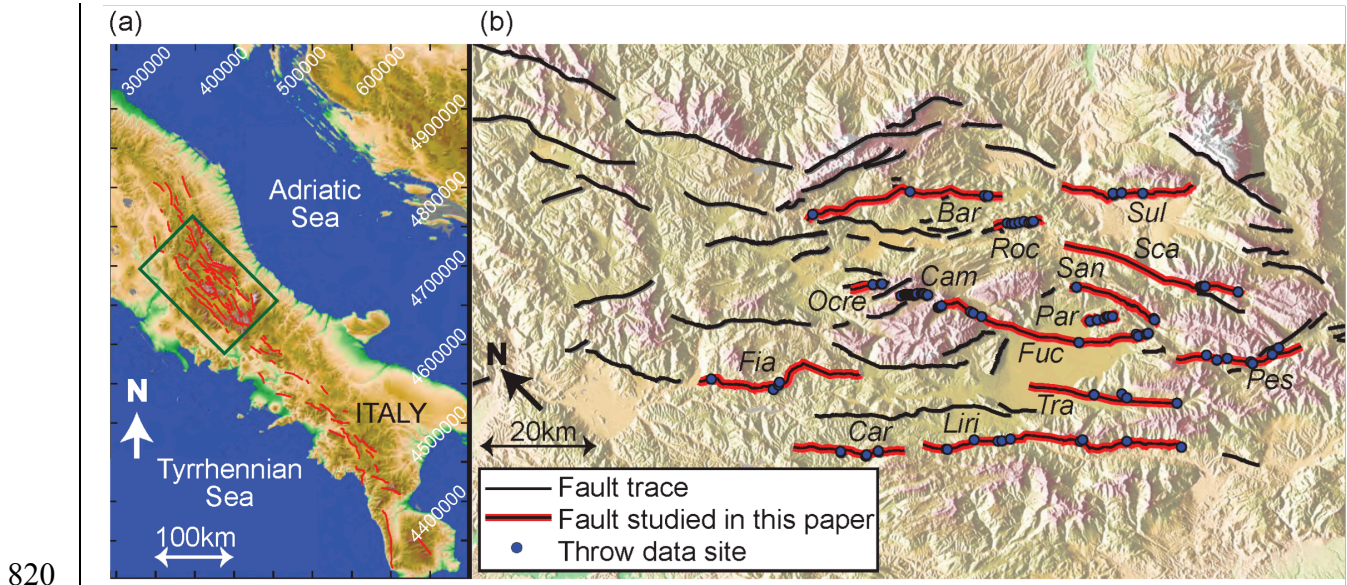 (a)
(b)
300000
400000
500000
600000
4900000
4800000
4700000
4600000
4500000
4400000
Adriatic
Sea
ITALY
N
Tyrrhennian
Sea
100km
Bar
Sul
Roc
Sca
Cam
San
Ocre
Par
Fuc
Fia
Pes
N
Tra
20km
Car
Liri
Fault trace
Fault studied in this paper
Throw data site
820